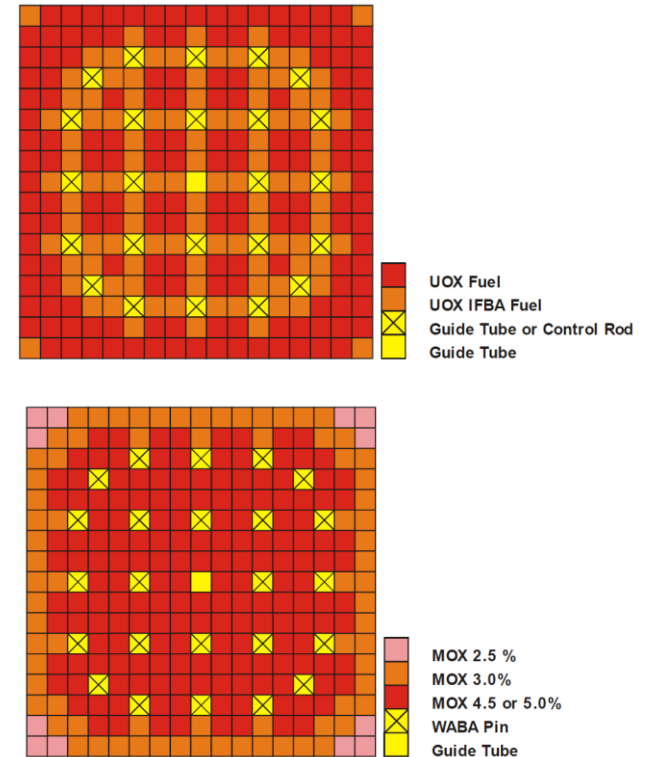 UOX Fuel
UOX IFBA Fuel
Guide Tube or Control Rod
Guide Tube
MOX 2.5 %
MOX 3.0%
MOX 4.5 or 5.0%
WABA Pin
Guide Tube